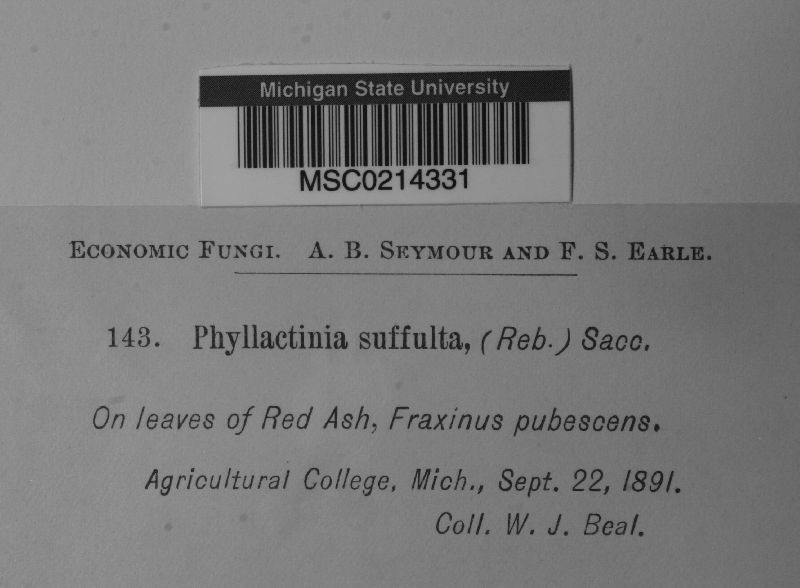 Michigan State University
MSC0214331
ECONOMIC FUNGI. A. B. SEYMOUR AND F. S. EARLE.
143. Phyllactinia suffulta, (Reb.) Sacc.
On leaves of Red Ash, Fraxinus pubescens.
Agricultural College, Mich., Sept. 22, 1891.
Coll. W. J. Beal.